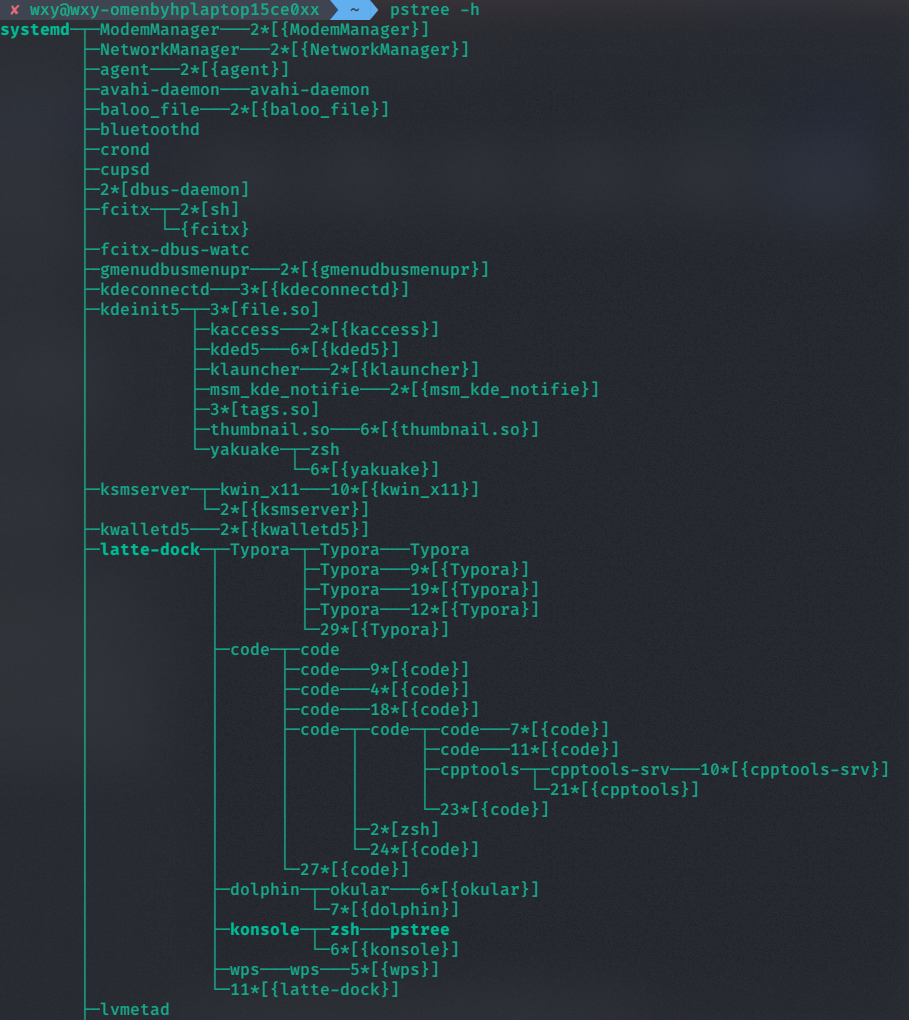 ✘ wxy@wxy-omenbyhplaptop15ce0xx ~ pstree -h
systemd─┬─ModemManager───2*[{ModemManager}]
        ├─NetworkManager───2*[{NetworkManager}]
        ├─agent───2*[{agent}]
        ├─avahi-daemon───avahi-daemon
        ├─baloo_file───2*[{baloo_file}]
        ├─bluetoothd
        ├─crond
        ├─cupsd
        ├─2*[dbus-daemon]
        ├─fcitx─┬─2*[sh]
        │       └─{fcitx}
        ├─fcitx-dbus-watc
        ├─gmenudbusmenupr───2*[{gmenudbusmenupr}]
        ├─kdeconnectd───3*[{kdeconnectd}]
        ├─kdeinit5─┬─3*[file.so]
        │          ├─kaccess───2*[{kaccess}]
        │          ├─kded5───6*[{kded5}]
        │          ├─klauncher───2*[{klauncher}]
        │          ├─msm_kde_notifie───2*[{msm_kde_notifie}]
        │          ├─3*[tags.so]
        │          ├─thumbnail.so───6*[{thumbnail.so}]
        │          └─yakuake─┬─zsh
        │                    └─6*[{yakuake}]
        ├─ksmserver─┬─kwin_x11───10*[{kwin_x11}]
        │           └─2*[{ksmserver}]
        ├─kwalletd5───2*[{kwalletd5}]
        ├─latte-dock─┬─Typora─┬─Typora───Typora
        │            │        ├─Typora───9*[{Typora}]
        │            │        ├─Typora───19*[{Typora}]
        │            │        ├─Typora───12*[{Typora}]
        │            │        └─29*[{Typora}]
        │            ├─code─┬─code
        │            │      ├─code───9*[{code}]
        │            │      ├─code───4*[{code}]
        │            │      ├─code───18*[{code}]
        │            │      ├─code─┬─code─┬─code───7*[{code}]
        │            │      │      │      ├─code───11*[{code}]
        │            │      │      │      ├─cpptools─┬─cpptools-srv───10*[{cpptools-srv}]
        │            │      │      │      │          └─21*[{cpptools}]
        │            │      │      │      └─23*[{code}]
        │            │      │      ├─2*[zsh]
        │            │      │      └─24*[{code}]
        │            │      └─27*[{code}]
        │            ├─dolphin─┬─okular───6*[{okular}]
        │            │         └─7*[{dolphin}]
        │            ├─konsole─┬─zsh───pstree
        │            │         └─6*[{konsole}]
        │            ├─wps───wps───5*[{wps}]
        │            └─11*[{latte-dock}]
        ├─lvmetad